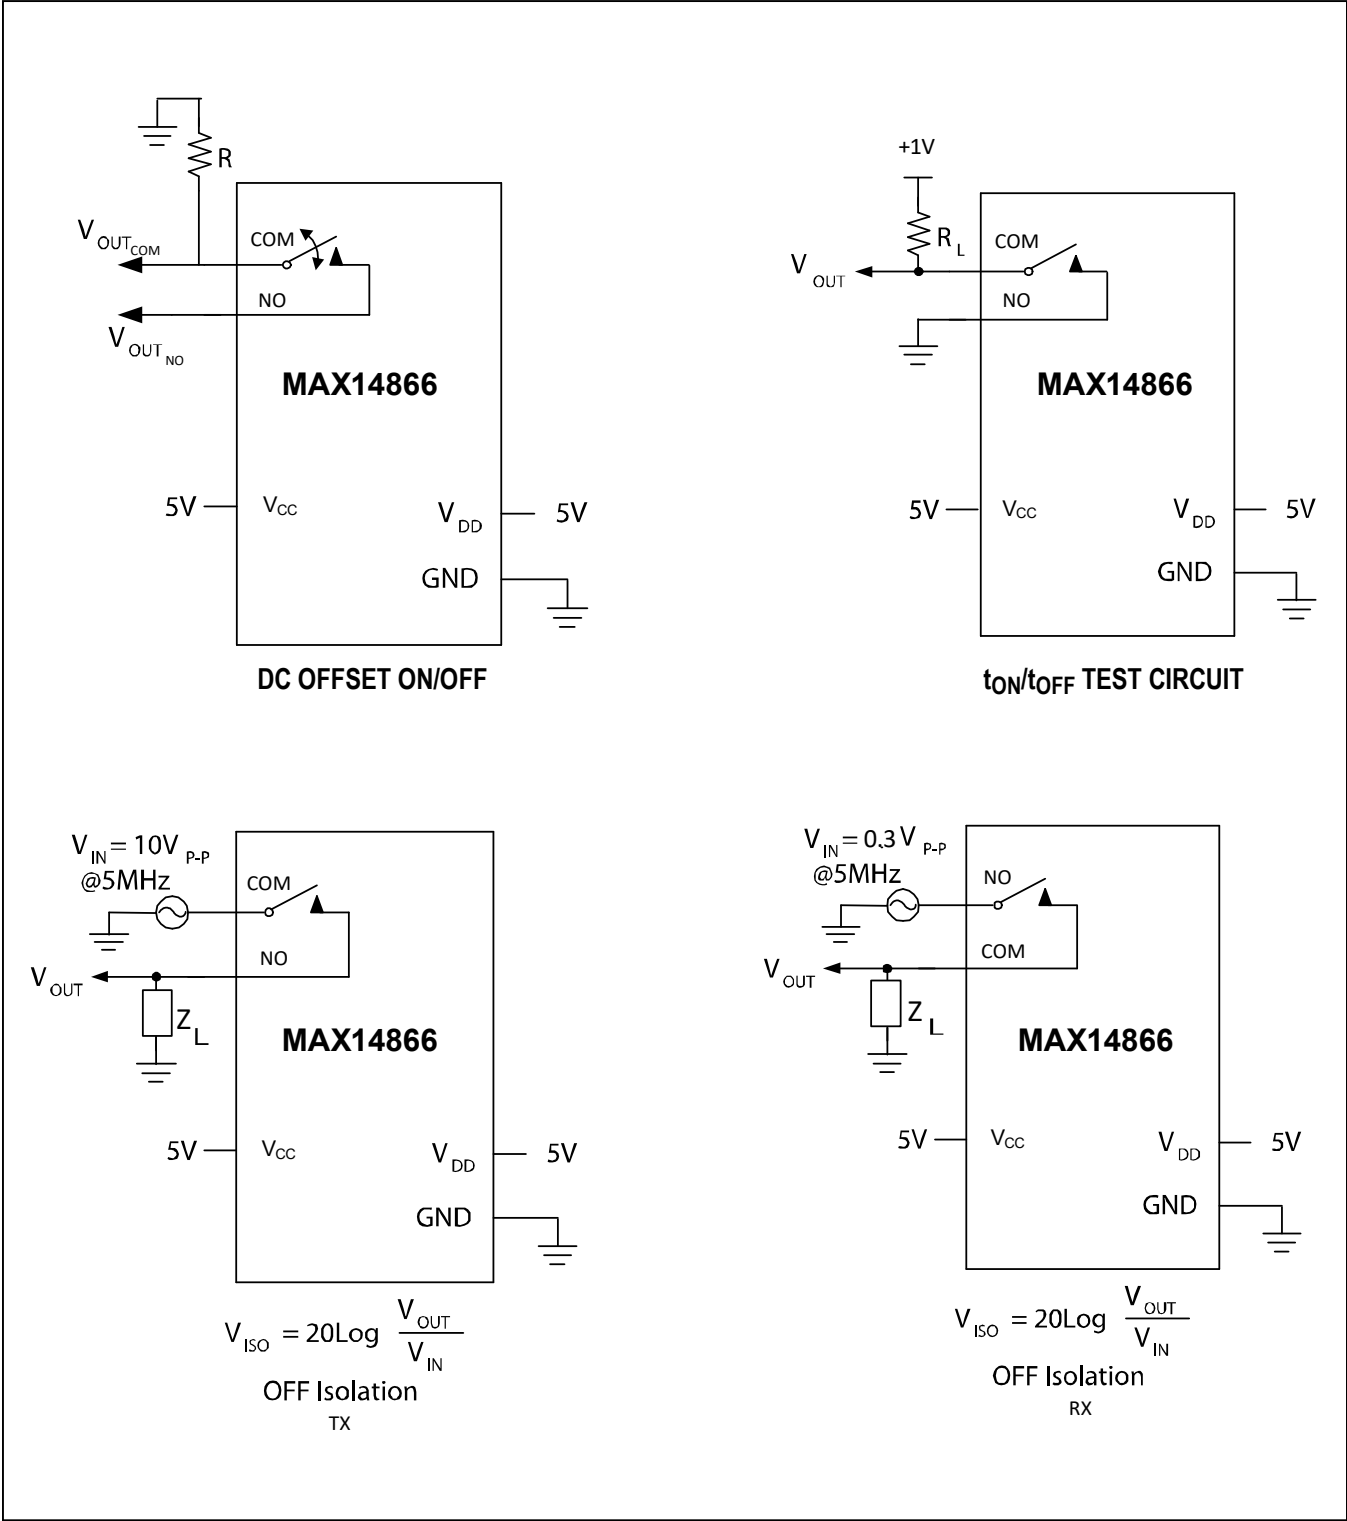 R
V OUT COM
COM
NO
V OUT NO
MAX14866
5V
VCC
V DD
5V
GND
DC OFFSET ON/OFF
+1V
R L
COM
V OUT
NO
MAX14866
5V
VCC
V DD
5V
GND
tON/tOFF TEST CIRCUIT
V IN = 10V P-P
@5MHz
COM
NO
V OUT
Z L
MAX14866
5V
VCC
V DD
5V
GND
V ISO = 20Log V OUT / V IN
OFF Isolation
TX
V IN = 0.3 V P-P
@5MHz
NO
COM
V OUT
Z L
MAX14866
5V
VCC
V DD
5V
GND
V ISO = 20Log V OUT / V IN
OFF Isolation
RX